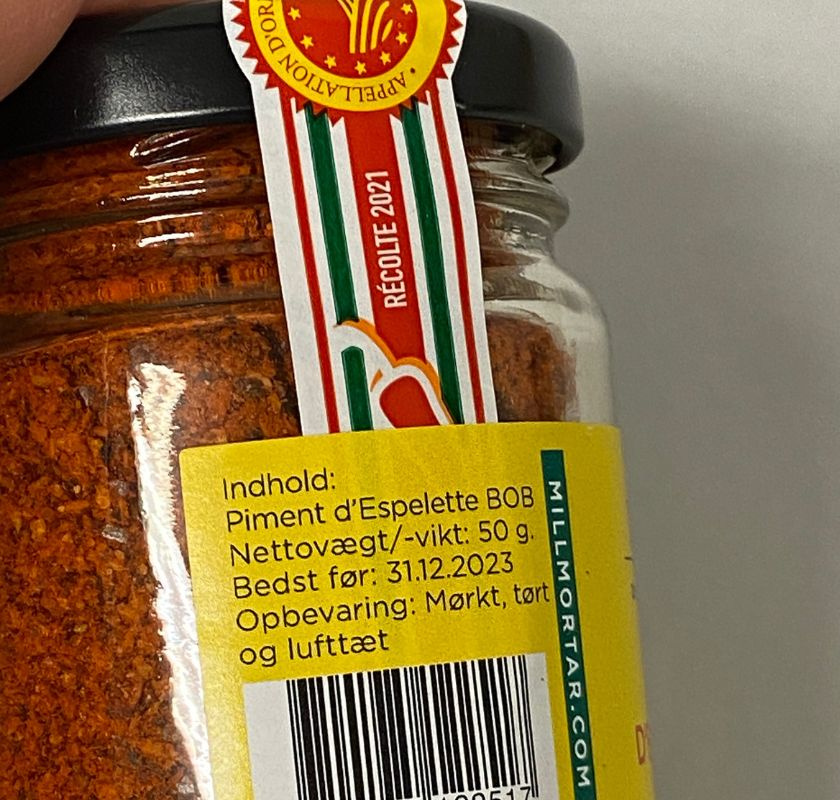 APPELLATION D'OR
RÉCOLTE 2021
Indhold:
Piment d'Espelette BOB
Nettovægt/-vikt: 50 g.
Bedst før: 31.12.2023
Opbevaring: Mørkt, tørt
og lufttæt
MILLMORTAR.COM